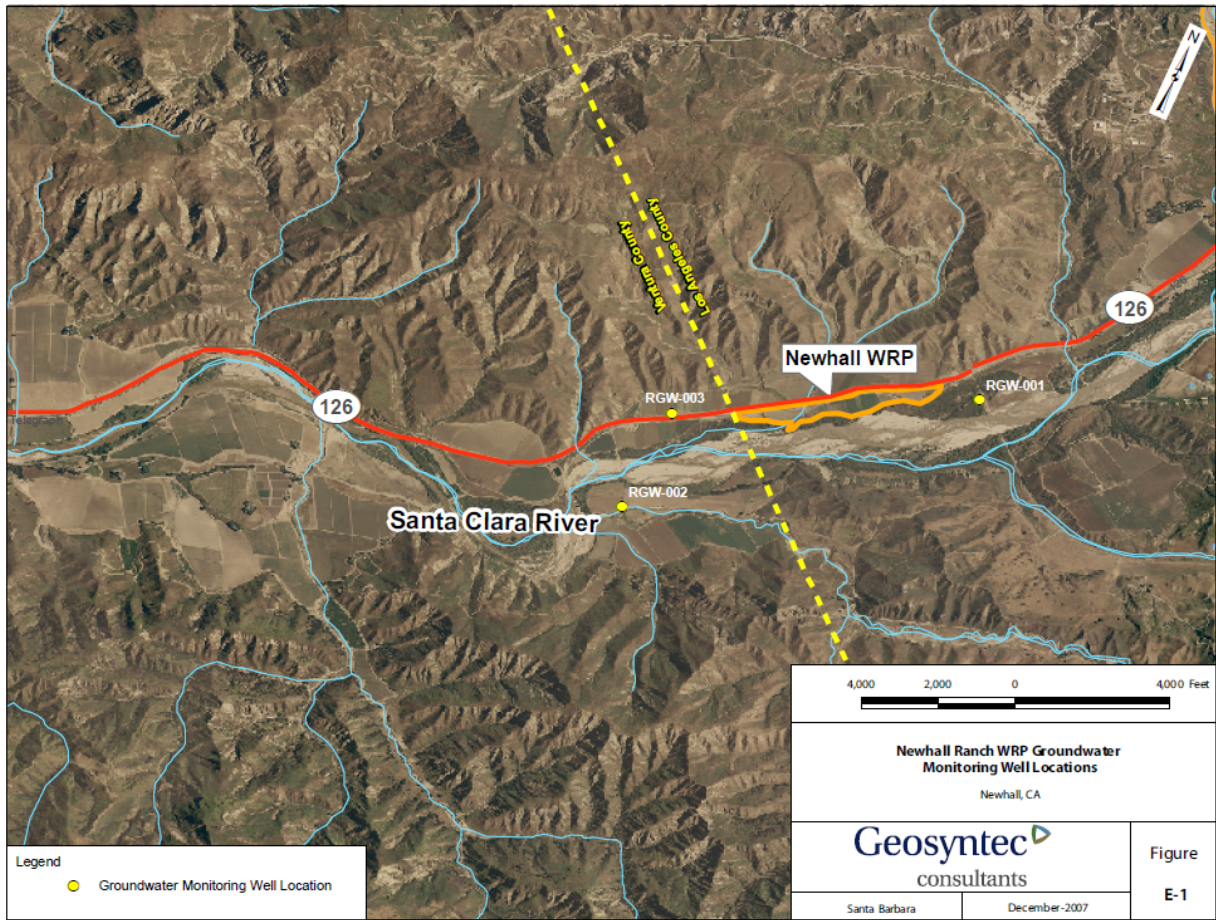 N
Ventura County
Los Angeles County
126
Newhall WRP
RGW-001
RGW-003
126
Telegraph
RGW-002
Santa Clara River
4,000 2,000 0 4,000 Feet
Newhall Ranch WRP Groundwater
Monitoring Well Locations
Newhall, CA
Geosyntec
consultants
Figure
E-1
Santa Barbara
December-2007
Legend
Groundwater Monitoring Well Location